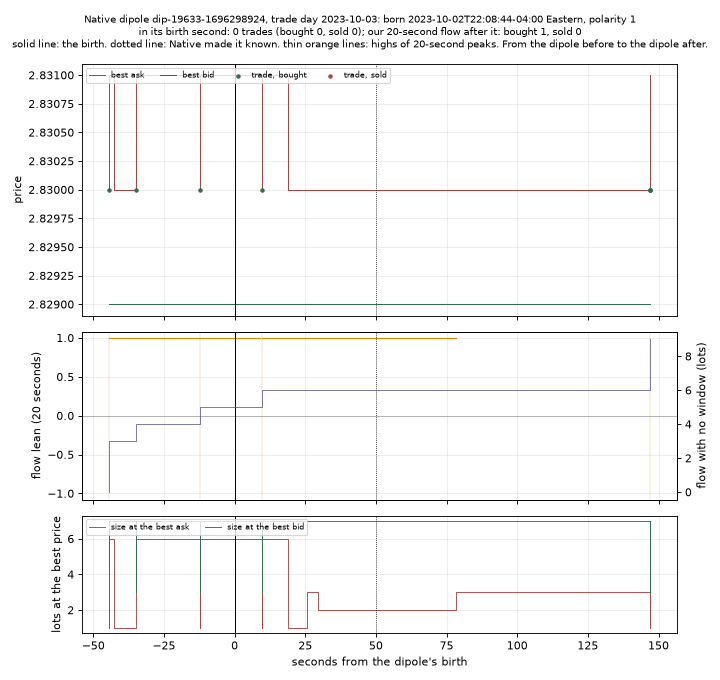 Native dipole dip-19633-1696298924, trade day 2023-10-03: born 2023-10-02T22:08:44-04:00 Eastern, polarity 1
in its birth second: 0 trades (bought 0, sold 0); our 20-second flow after it: bought 1, sold 0
solid line: the birth. dotted line: Native made it known. thin orange lines: highs of 20-second peaks. From the dipole before to the dipole after.
best ask best bid trade, bought trade, sold
2.83100
2.83075
2.83050
2.83025
2.83000
2.82975
2.82950
2.82925
2.82900
price
1.0
0.5
0.0
−0.5
−1.0
flow lean (20 seconds)
8
6
4
2
0
flow with no window (lots)
size at the best ask size at the best bid
6
4
2
lots at the best price
−50 −25 0 25 50 75 100 125 150
seconds from the dipole's birth